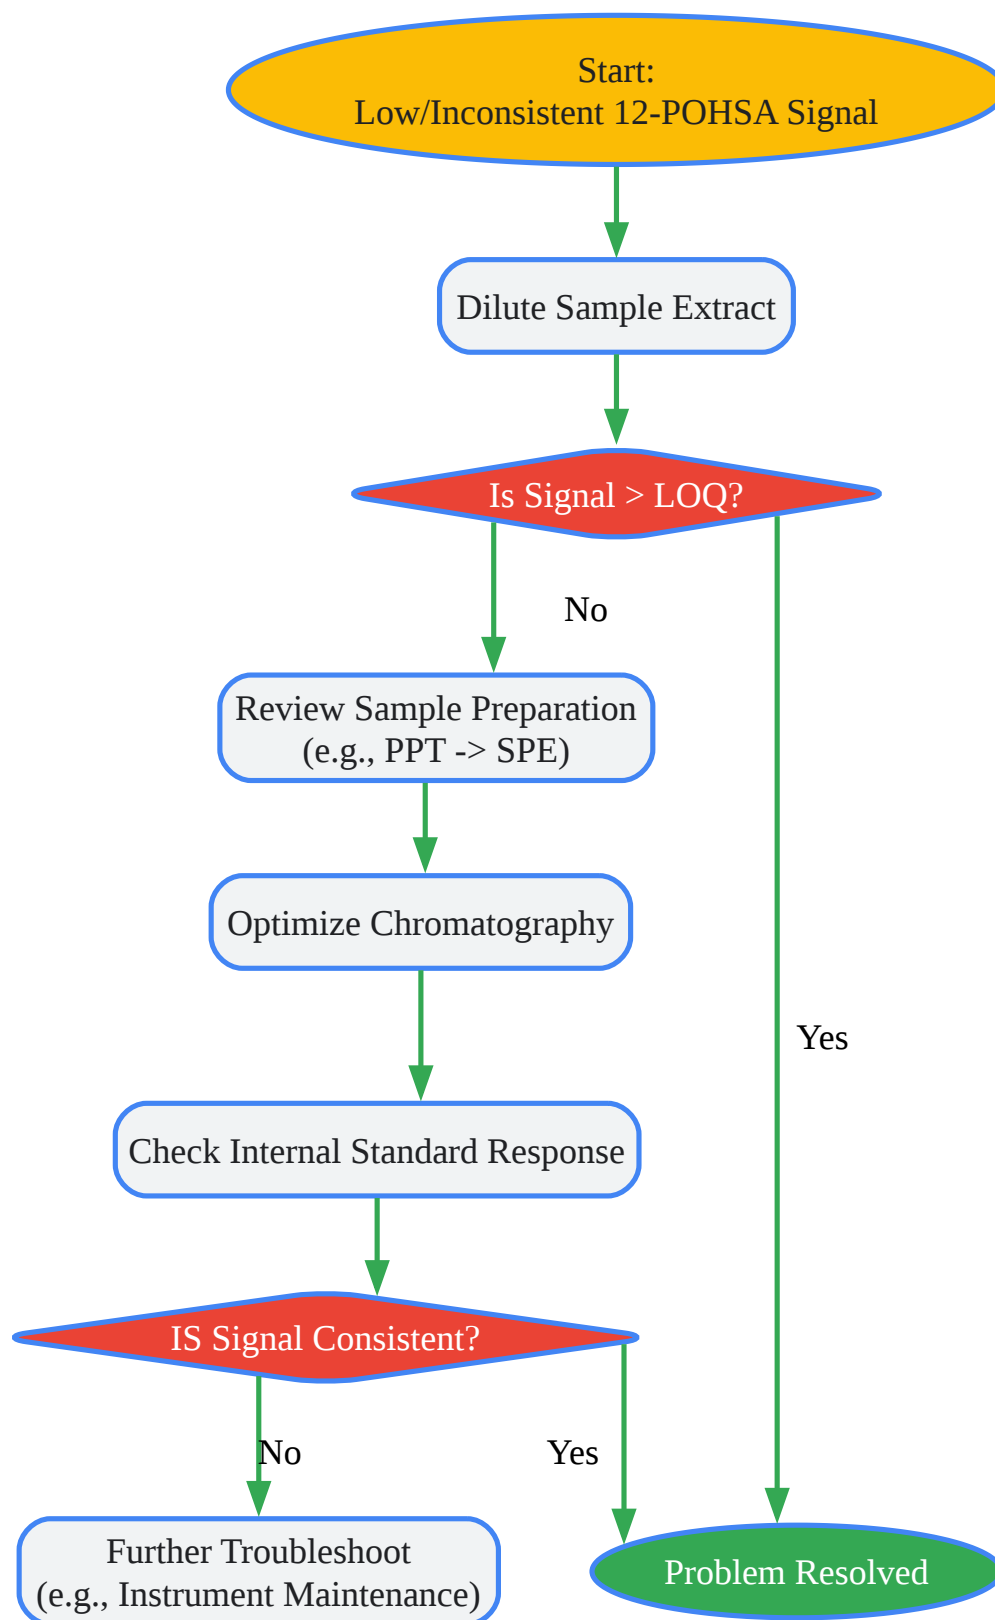 Start:
Low/Inconsistent 12-POHSA Signal
Dilute Sample Extract
Is Signal > LOQ?
No
Review Sample Preparation
(e.g., PPT -> SPE)
Optimize Chromatography
Yes
Check Internal Standard Response
IS Signal Consistent?
No
Yes
Further Troubleshoot
(e.g., Instrument Maintenance)
Problem Resolved